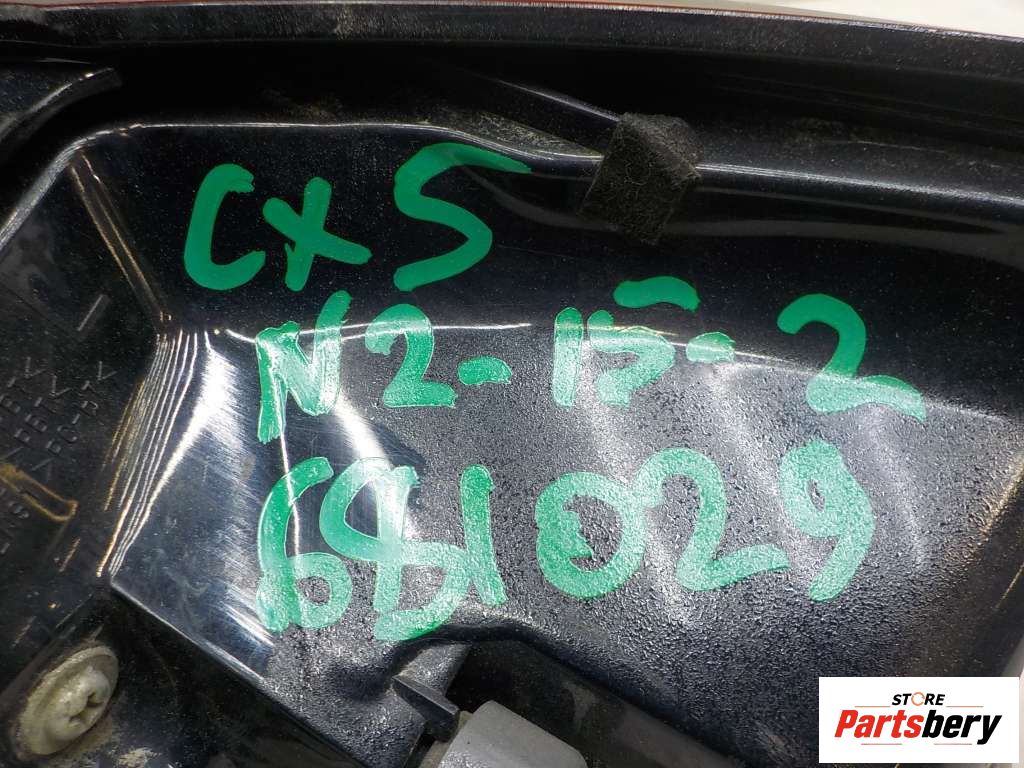 CX5
N2-15-2
681029
STORE
Partsbery